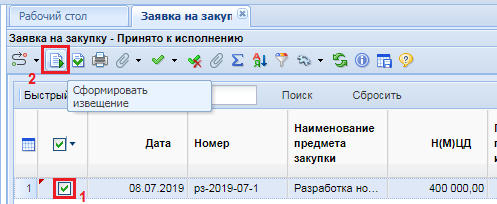 Рабочий стол
Заявка на закуп
Заявка на закупку - Принято к исполнению
2
Быстрый
Поиск
Сбросить
Сформировать
извещение
Дата
Номер
Наименование
предмета
закупки
Н(М)ЦД
1
08.07.2019
ps-2019-07-1
Разработка но...
400 000,00
1